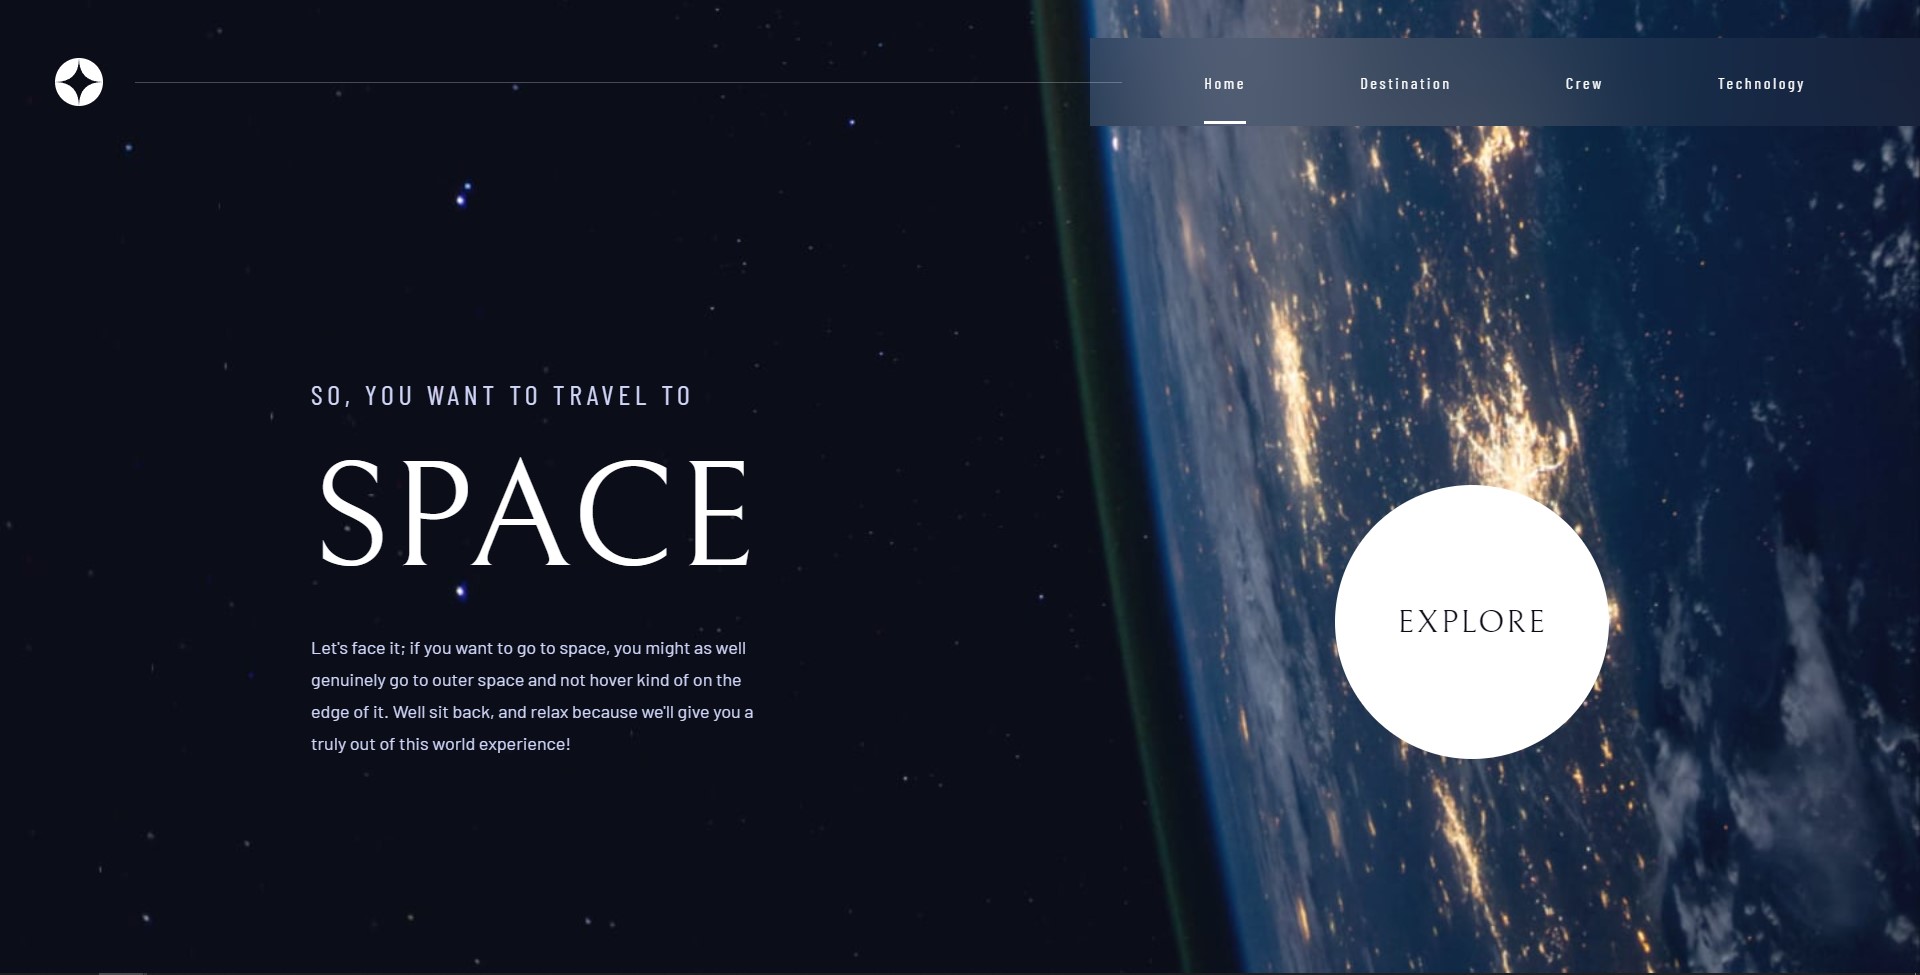 Home Destination Crew Technology
SO, YOU WANT TO TRAVEL TO
SPACE
Let's face it; if you want to go to space, you might as well
genuinely go to outer space and not hover kind of on the
edge of it. Well sit back, and relax because we'll give you a
truly out of this world experience!
EXPLORE